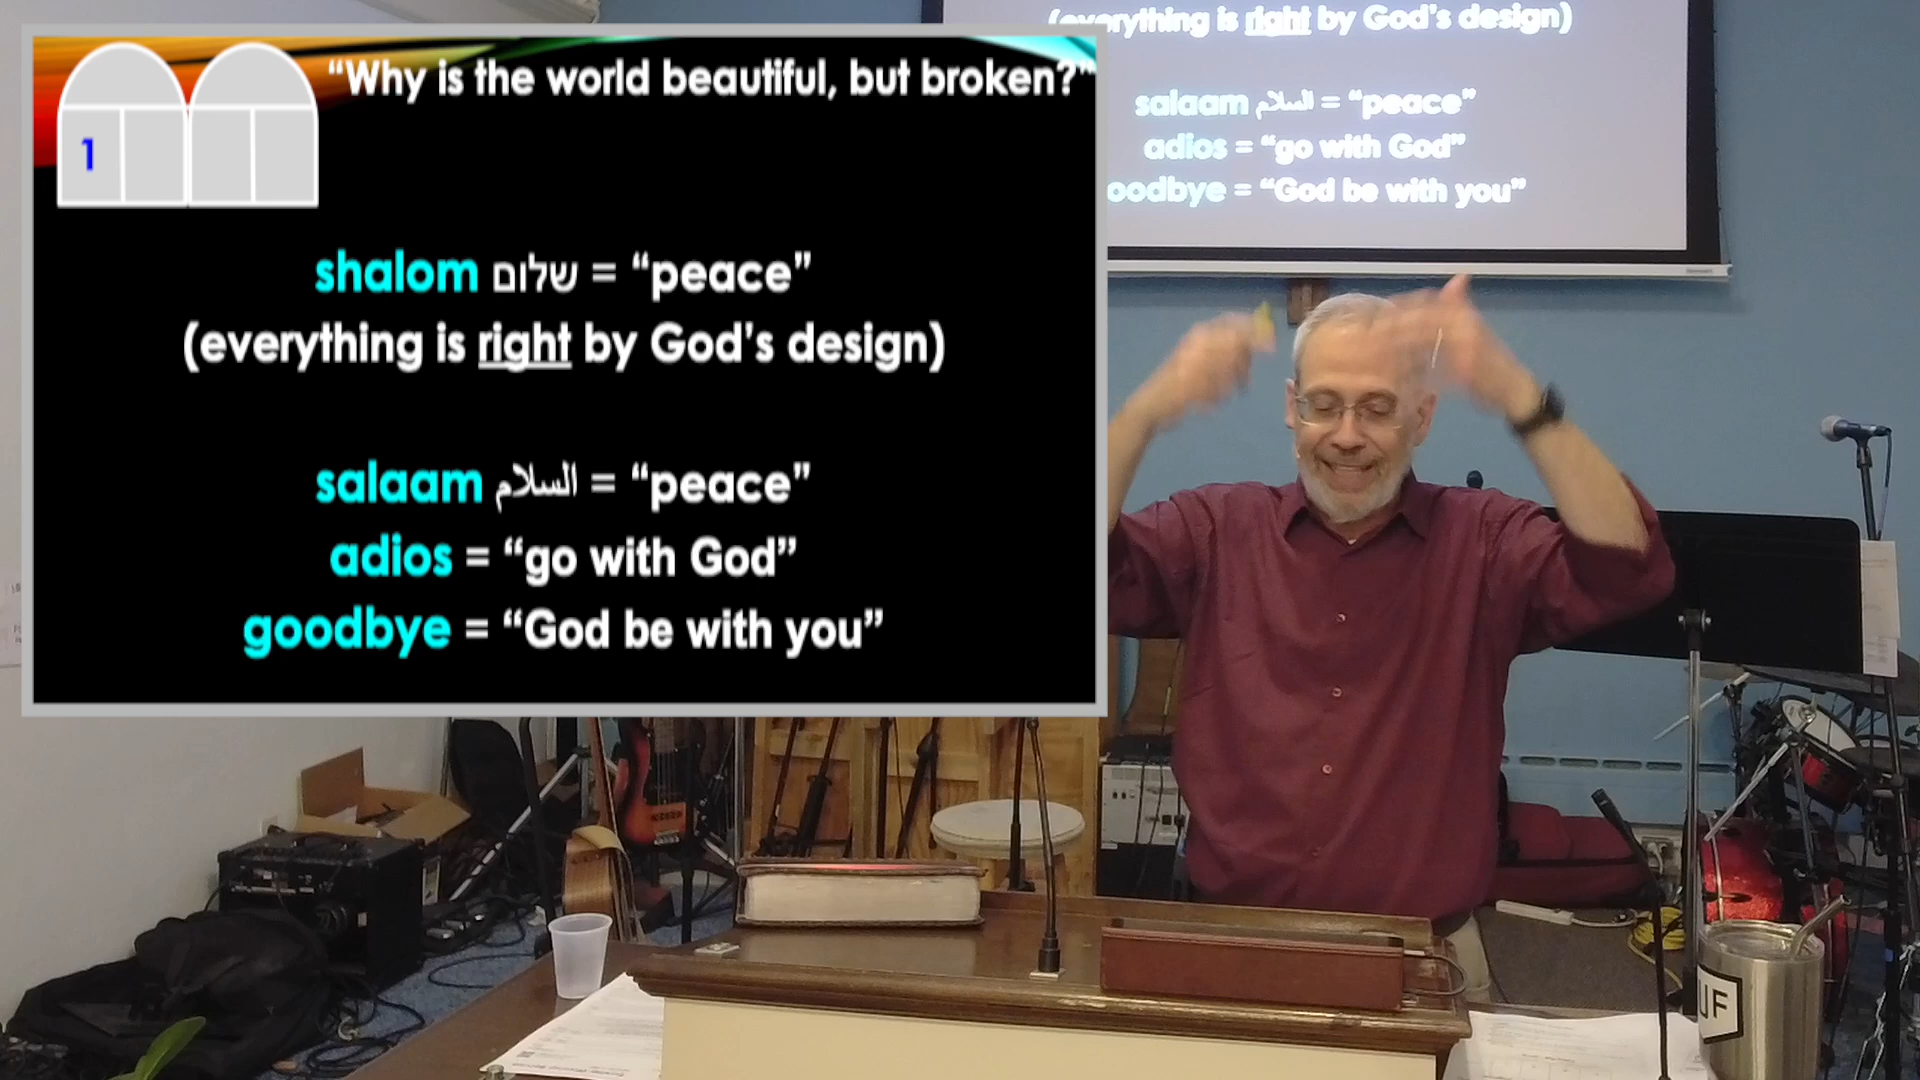 "Why is the world beautiful, but broken?"
1
shalom שלום = "peace"
(everything is right by God's design)
salaam السلام = "peace"
adios = "go with God"
goodbye = "God be with you"
(everything is right by God's design)
salaam السلام = "peace"
adios = "go with God"
oodbye = "God be with you"
UF